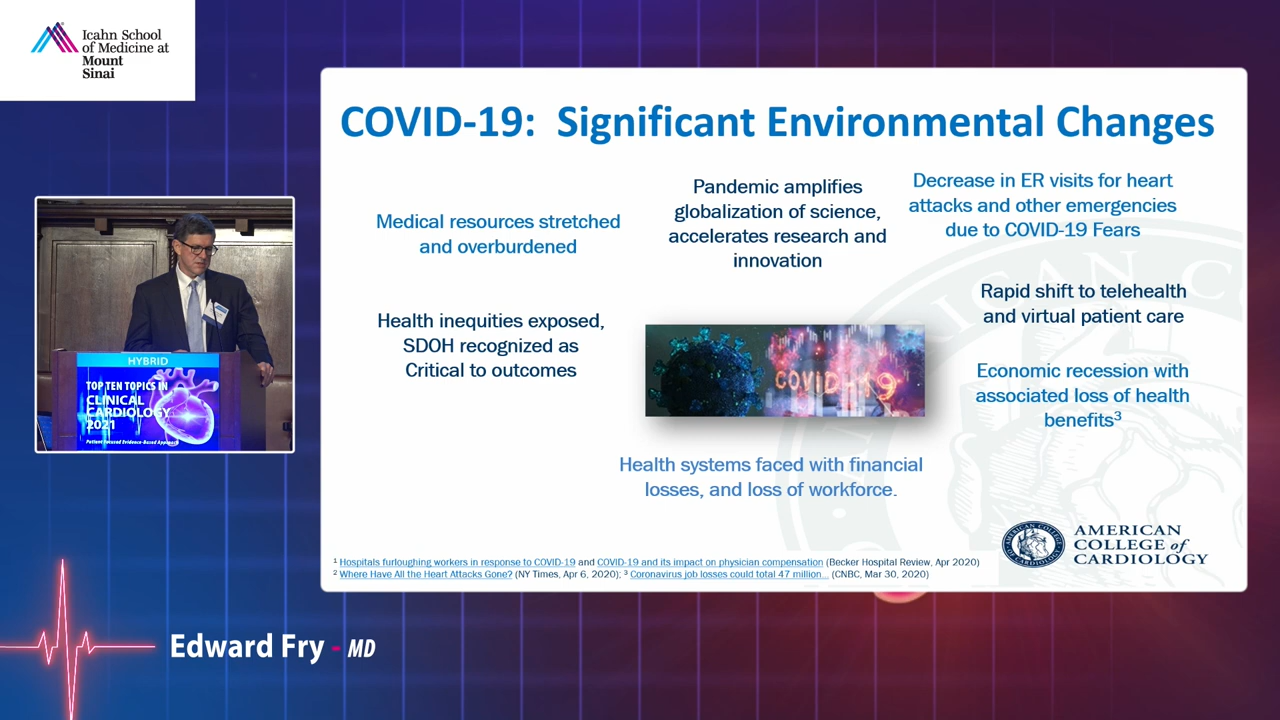 Icahn School
of Medicine at
Mount
Sinai
COVID-19: Significant Environmental Changes
Medical resources stretched
and overburdened
Pandemic amplifies
globalization of science,
accelerates research and
innovation
Decrease in ER visits for heart
attacks and other emergencies
due to COVID-19 Fears
Health inequities exposed,
SDOH recognized as
Critical to outcomes
COVID-19
Rapid shift to telehealth
and virtual patient care
Economic recession with
associated loss of health
benefits³
Health systems faced with financial
losses, and loss of workforce.
AMERICAN
COLLEGE of
CARDIOLOGY
¹ Hospitals furloughing workers in response to COVID-19 and COVID-19 and its impact on physician compensation (Becker Hospital Review, Apr 2020)
² Where Have All the Heart Attacks Gone? (NY Times, Apr 6, 2020); ³ Coronavirus job losses could total 47 million... (CNBC, Mar 30, 2020)
HYBRID
TOP TEN TOPICS IN
CLINICAL
CARDIOLOGY
2021
Patient Focused Evidence-Based Approach
Edward Fry - MD